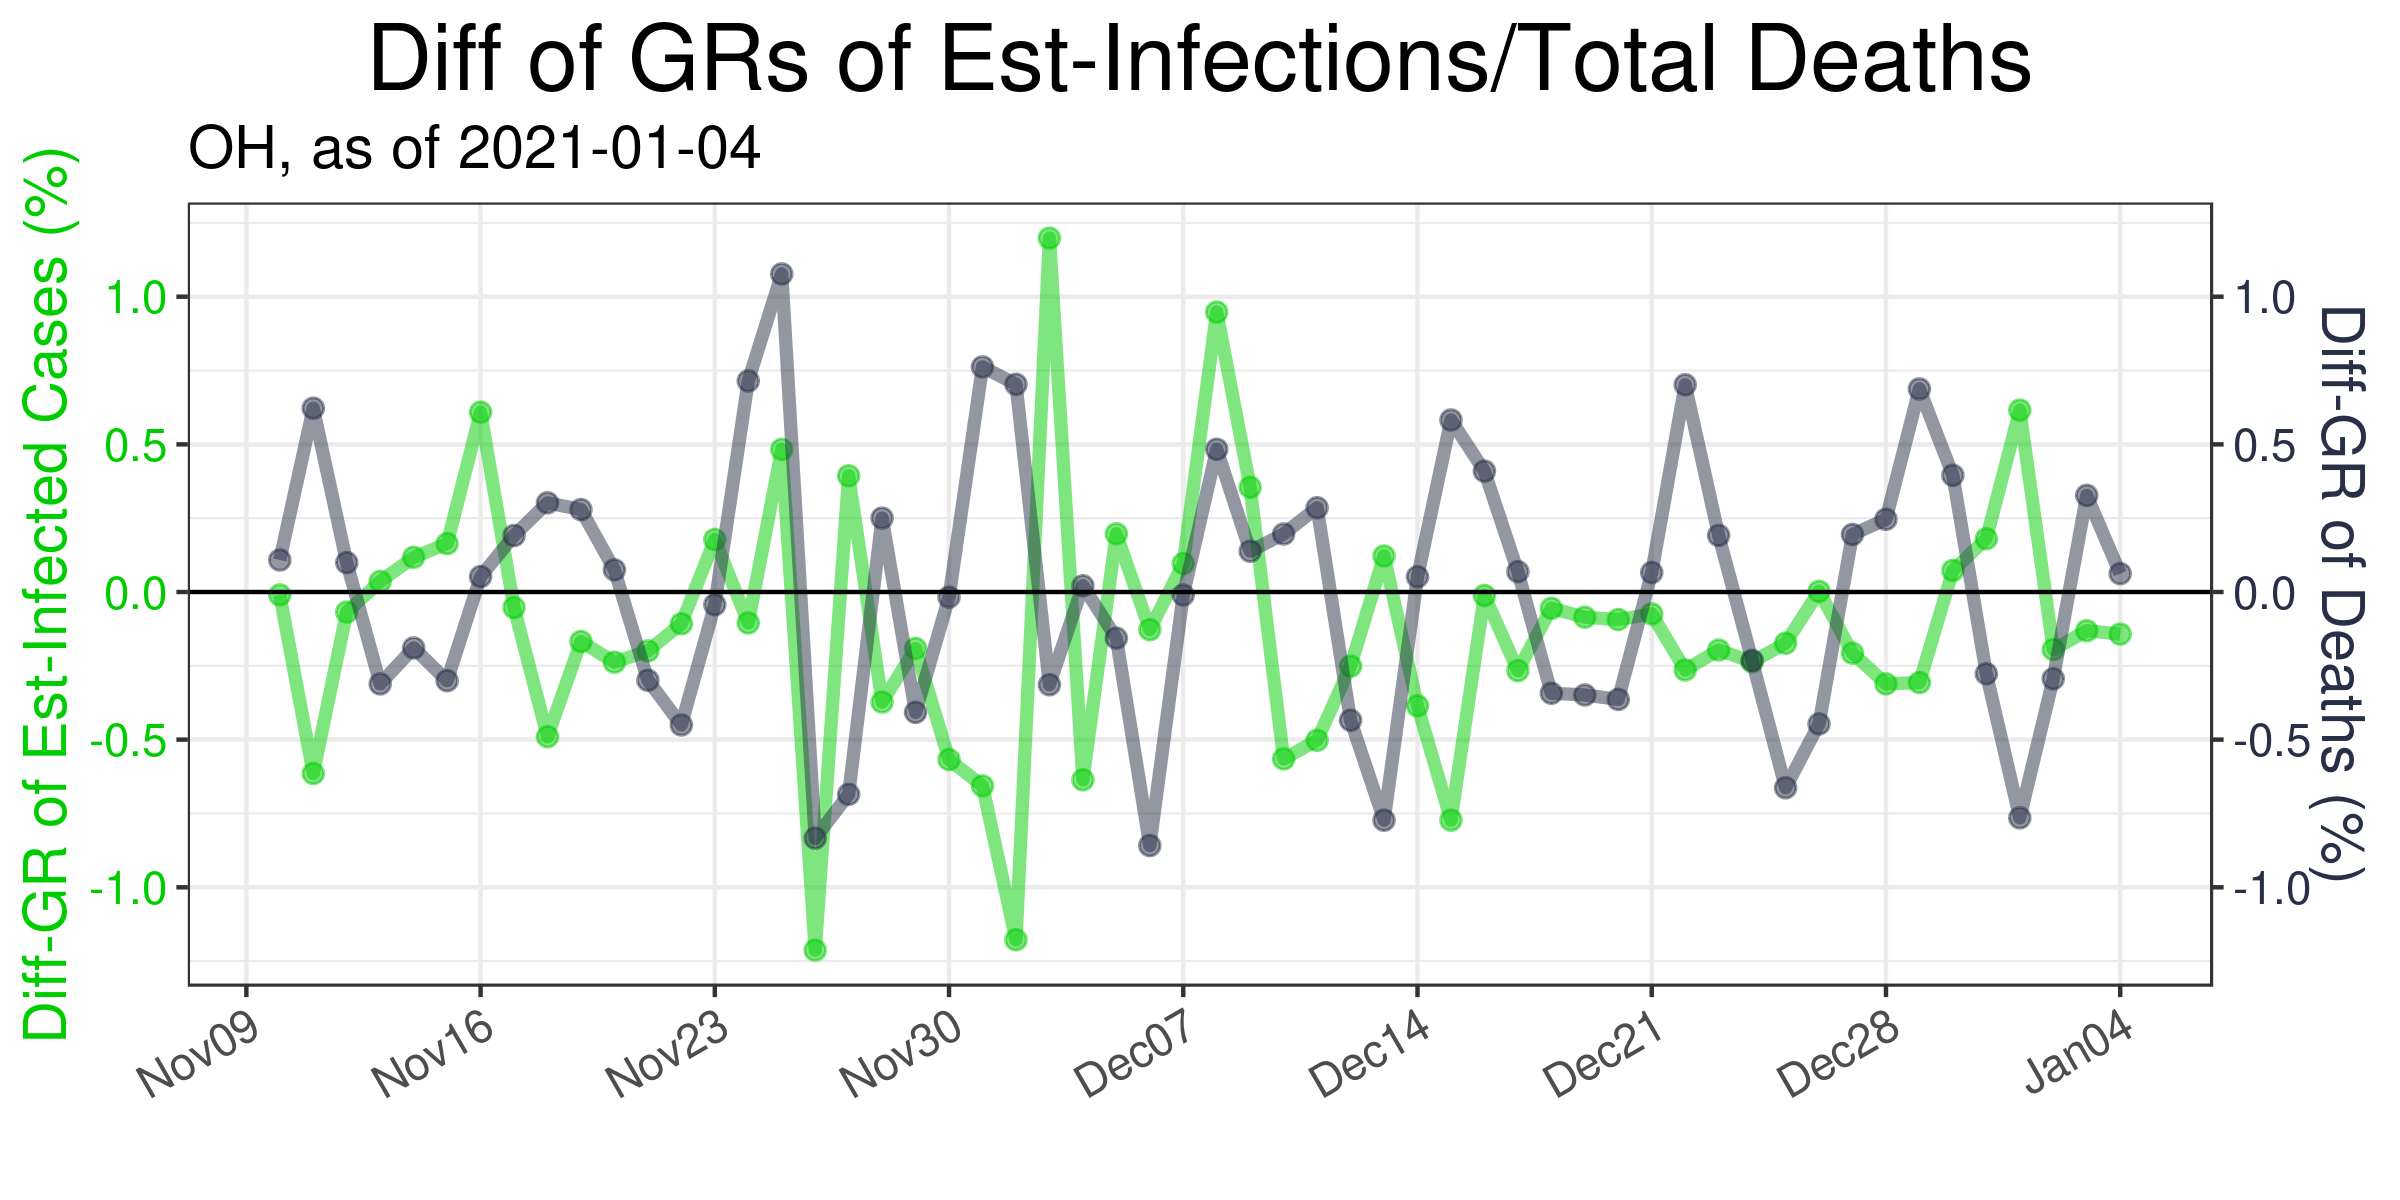 Diff of GRs of Est-Infections/Total Deaths
OH, as of 2021-01-04
Diff-GR of Est-Infected Cases (%)
1.0
0.5
0.0
-0.5
-1.0
1.0
0.5
0.0
-0.5
-1.0
Diff-GR of Deaths (%)
Nov09
Nov16
Nov23
Nov30
Dec07
Dec14
Dec21
Dec28
Jan04